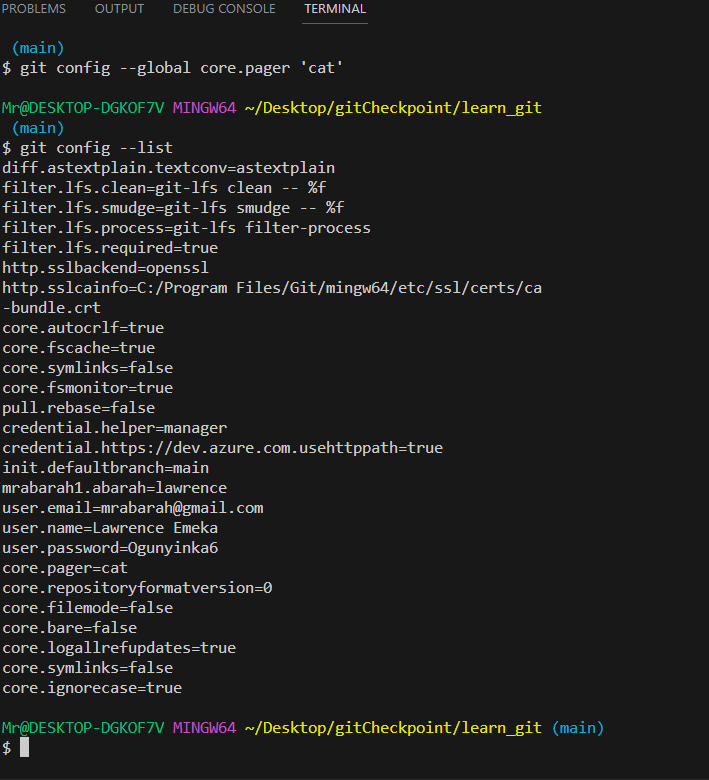 PROBLEMS OUTPUT DEBUG CONSOLE TERMINAL
(main)
$ git config --global core.pager 'cat'
Mr@DESKTOP-DGKOF7V MINGW64 ~/Desktop/gitCheckpoint/learn_git
(main)
$ git config --list
diff.astextplain.textconv=astextplain
filter.lfs.clean=git-lfs clean -- %f
filter.lfs.smudge=git-lfs smudge -- %f
filter.lfs.process=git-lfs filter-process
filter.lfs.required=true
http.sslbackend=openssl
http.sslcainfo=C:/Program Files/Git/mingw64/etc/ssl/certs/ca
-bundle.crt
core.autocrlf=true
core.fscache=true
core.symlinks=false
core.fsmonitor=true
pull.rebase=false
credential.helper=manager
credential.https://dev.azure.com.usehttppath=true
init.defaultbranch=main
mrabarah1.abarah=lawrence
user.email=mrabarah@gmail.com
user.name=Lawrence Emeka
user.password=Ogunyinka6
core.pager=cat
core.repositoryformatversion=0
core.filemode=false
core.bare=false
core.logallrefupdates=true
core.symlinks=false
core.ignorecase=true
Mr@DESKTOP-DGKOF7V MINGW64 ~/Desktop/gitCheckpoint/learn_git (main)
$